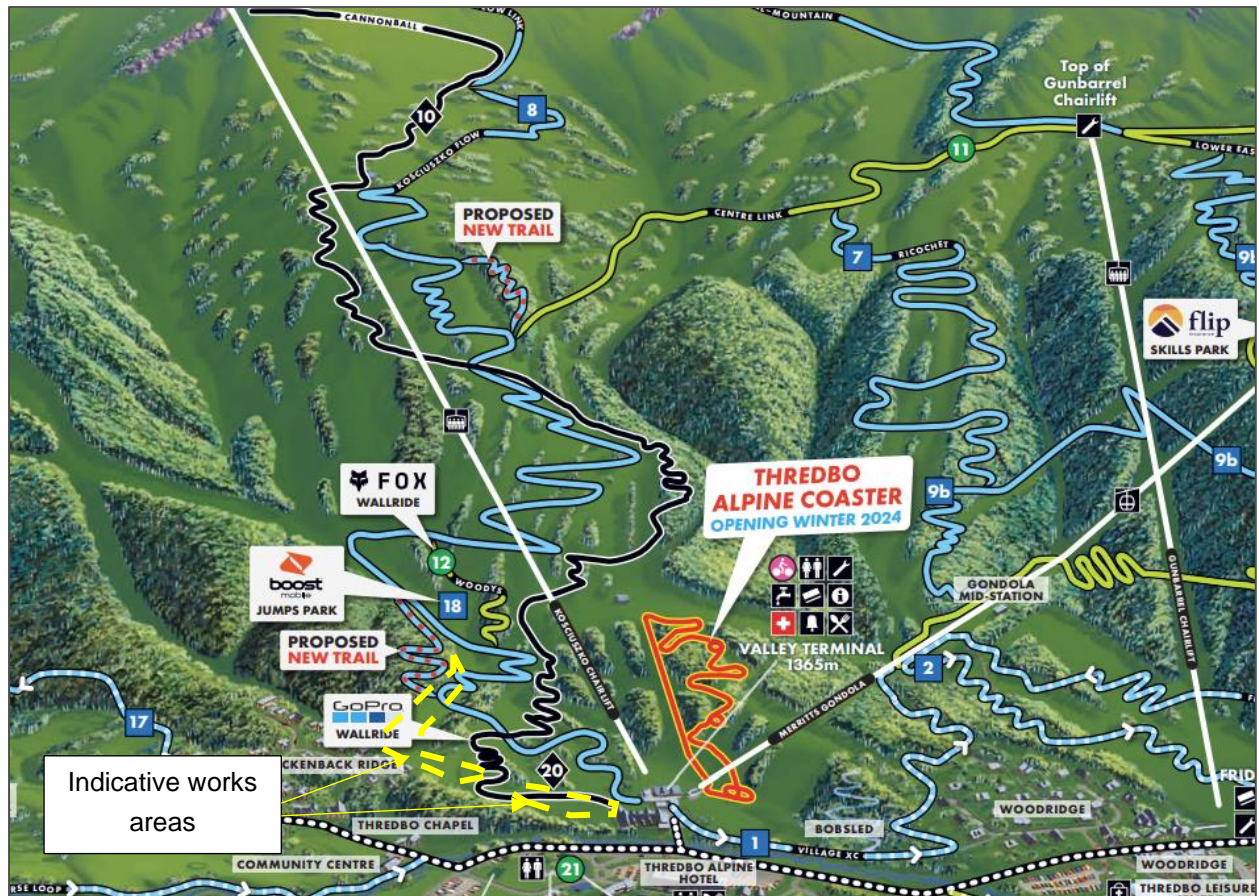 CANNONBALL
OW LINK
L-MOUNTAIN
Top of
Gunbarrel
Chairlift
10
8
KOSCIUSZKO FLOW
11
LOWER EAS
PROPOSED
NEW TRAIL
CENTRE LINK
7
RICOCHET
9b
flip
SKILLS PARK
FOX
WALLRIDE
THREDBO
ALPINE COASTER
OPENING WINTER 2024
9b
9b
12
WOODYS
boost
mobile
JUMPS PARK
18
KOSCIUSZKO CHAIRLIFT
GONDOLA
MID-STATION
GUNBARREL CHAIRLIFT
PROPOSED
NEW TRAIL
VALLEY TERMINAL
1365m
2
MERRITTS GONDOLA
17
GoPro
WALLRIDE
CKENBACK RIDGE
20
Indicative works
areas
FRID
WOODRIDGE
THREDBO CHAPEL
BOBSLED
1
VILLAGE XC
COMMUNITY CENTRE
21
THREDBO ALPINE
HOTEL
WOODRIDGE
RSE LOOP
THREDBO LEISUR